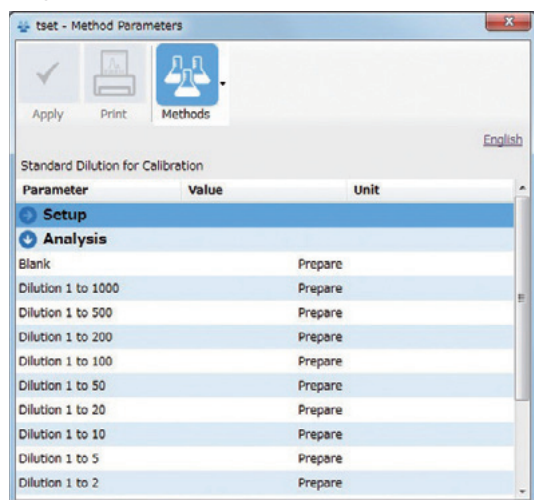 tset - Method Parameters
Apply Print Methods
English
Standard Dilution for Calibration
Parameter Value Unit
Setup
Analysis
Blank Prepare
Dilution 1 to 1000 Prepare
Dilution 1 to 500 Prepare
Dilution 1 to 200 Prepare
Dilution 1 to 100 Prepare
Dilution 1 to 50 Prepare
Dilution 1 to 20 Prepare
Dilution 1 to 10 Prepare
Dilution 1 to 5 Prepare
Dilution 1 to 2 Prepare